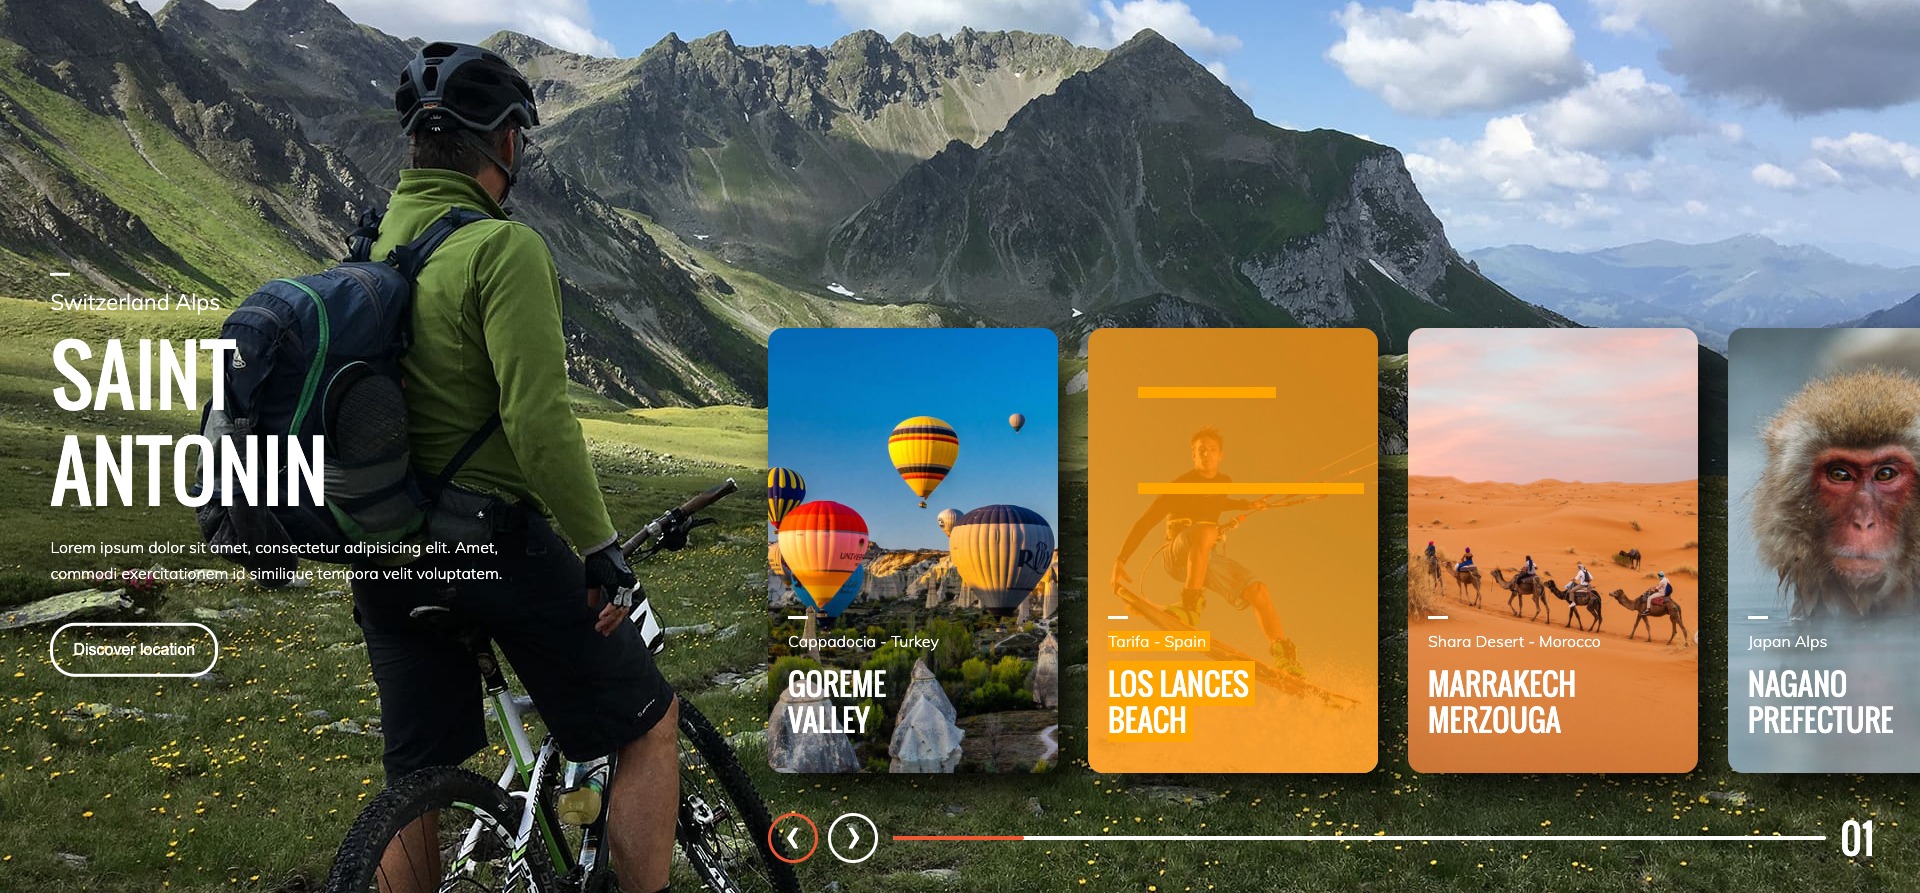 Switzerland Alps
SAINT
ANTONIN
Lorem ipsum dolor sit amet, consectetur adipisicing elit. Amet,
commodi exercitationem id similique tempora velit voluptatem.
Discover location
Cappadocia - Turkey
GOREME
VALLEY
Tarifa - Spain
LOS LANCES
BEACH
Shara Desert - Morocco
MARRAKECH
MERZOUGA
Japan Alps
NAGANO
PREFECTURE
01